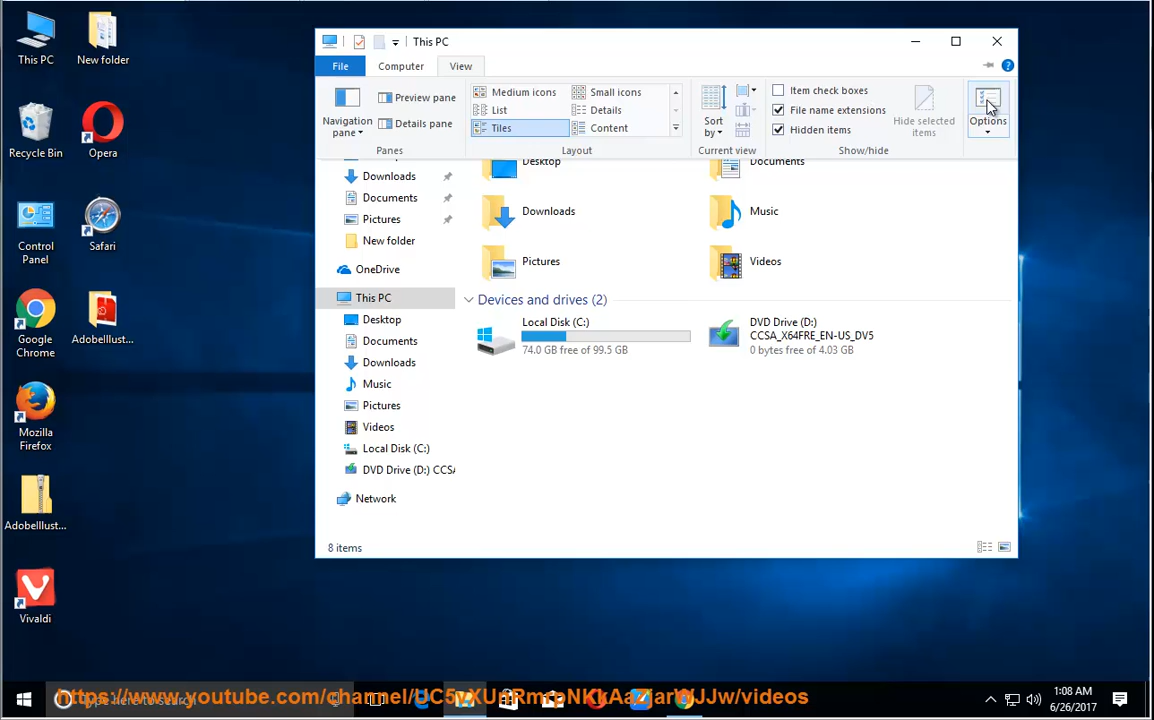 This PC
New folder
Recycle Bin
Opera
Control
Panel
Safari
Google
Chrome
AdobeIllust...
Mozilla
Firefox
AdobeIllust...
Vivaldi
This PC
File
Computer
View
Navigation
pane
Preview pane
Details pane
Panes
Medium icons
Small icons
List
Details
Tiles
Content
Layout
Sort
by
Current view
Item check boxes
File name extensions
Hidden items
Hide selected
items
Show/hide
Options
Downloads
Documents
Pictures
New folder
OneDrive
This PC
Desktop
Documents
Downloads
Music
Pictures
Videos
Local Disk (C:)
DVD Drive (D:) CCSA
Network
Desktop
Documents
Downloads
Music
Pictures
Videos
Devices and drives (2)
Local Disk (C:)
74.0 GB free of 99.5 GB
DVD Drive (D:)
CCSA_X64FRE_EN-US_DV5
0 bytes free of 4.03 GB
8 items
Type here to search
1:08 AM
6/26/2017